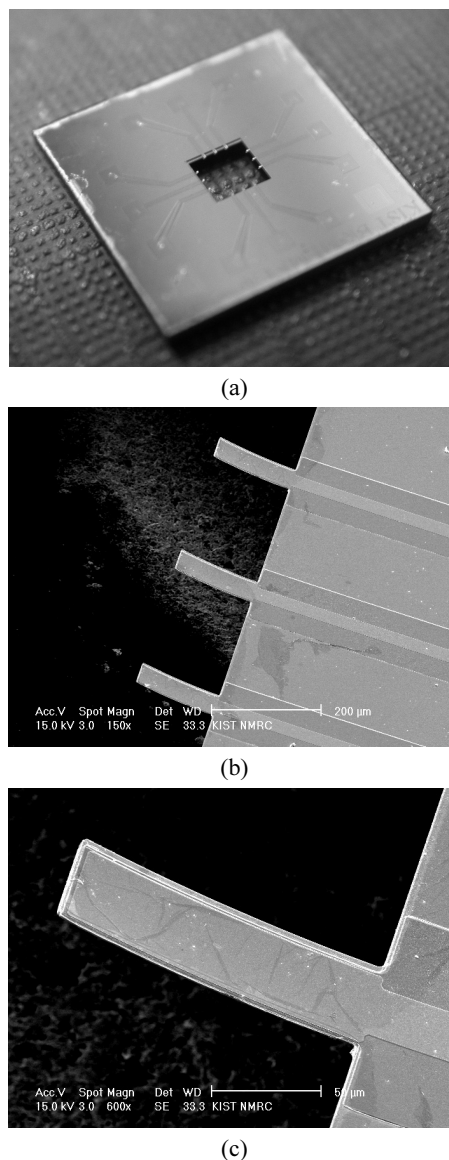 (a)
Acc.V Spot Magn Det WD 200 µm
15.0 kV 3.0 150x SE 33.3 KIST NMRC
(b)
Acc.V Spot Magn Det WD
15.0 kV 3.0 600x SE 33.3 KIST NMRC
(c)